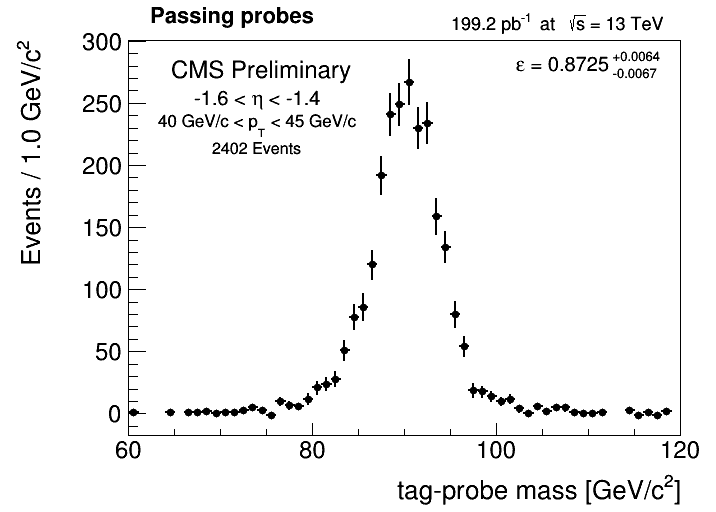 Passing probes
199.2 pb⁻¹ at √s = 13 TeV
Events / 1.0 GeV/c²
300
250
200
150
100
50
0
CMS Preliminary
-1.6 < η < -1.4
40 GeV/c < p_T < 45 GeV/c
2402 Events
ε = 0.8725 +0.0064
-0.0067
60 80 100 120
tag-probe mass [GeV/c²]